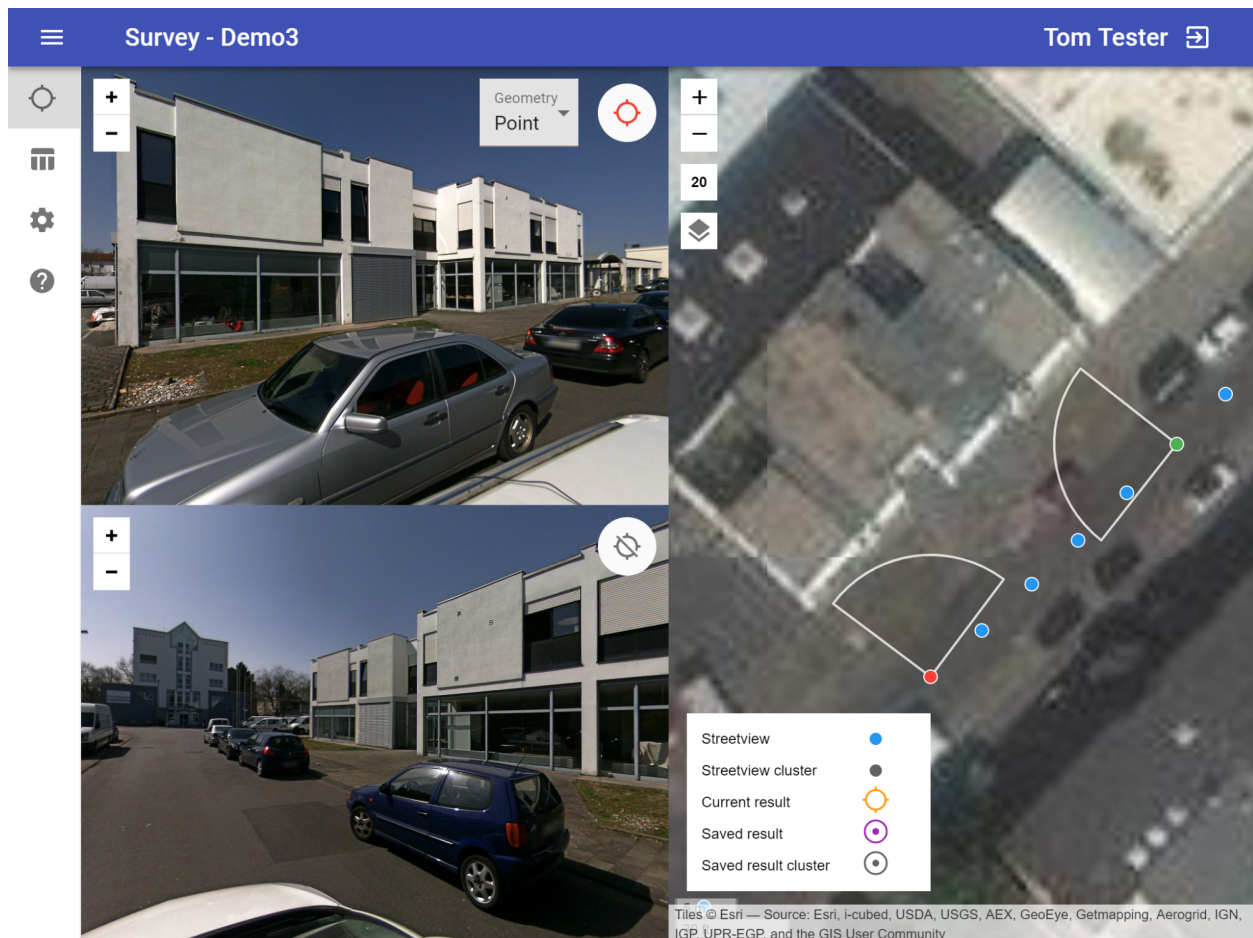 Survey - Demo3
Tom Tester
+
-
Geometry
Point
+
-
20
+
-
Streetview
Streetview cluster
Current result
Saved result
Saved result cluster
Tiles © Esri — Source: Esri, i-cubed, USDA, USGS, AEX, GeoEye, Getmapping, Aerogrid, IGN,
IGP, UPR-EGP, and the GIS User Community